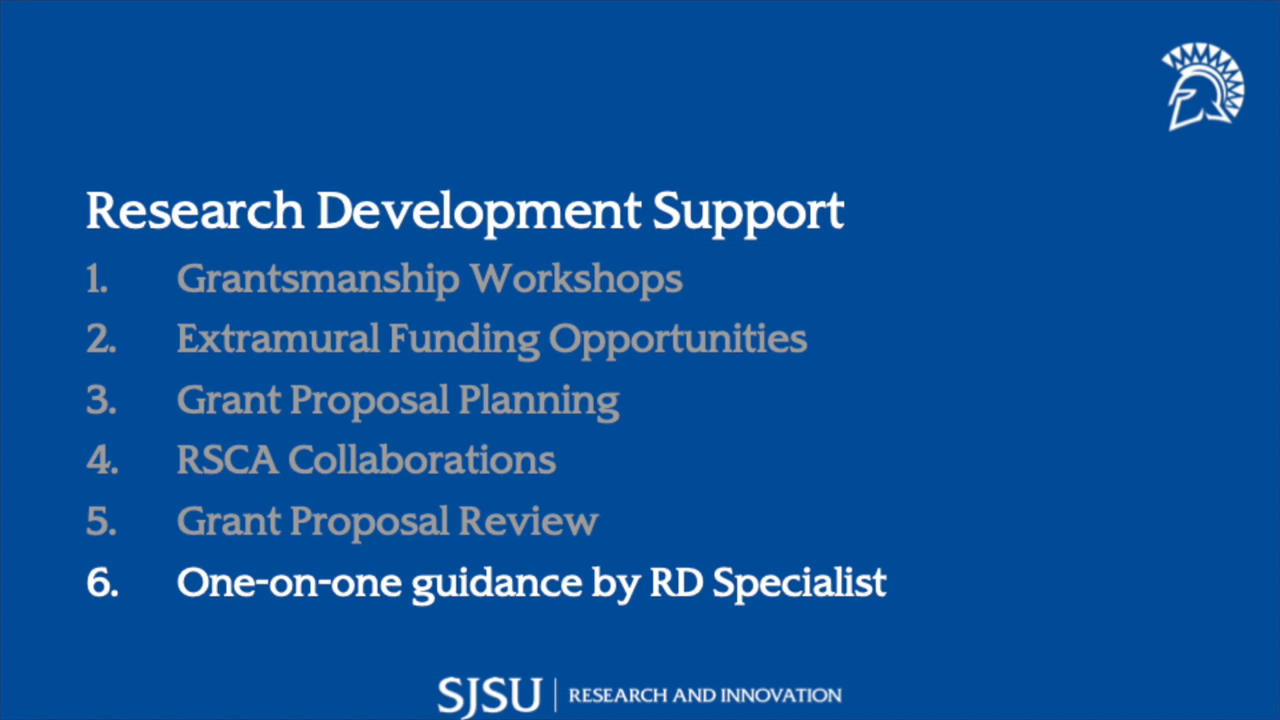 Research Development Support
1. Grantsmanship Workshops
2. Extramural Funding Opportunities
3. Grant Proposal Planning
4. RSCA Collaborations
5. Grant Proposal Review
6. One-on-one guidance by RD Specialist
SJSU | RESEARCH AND INNOVATION